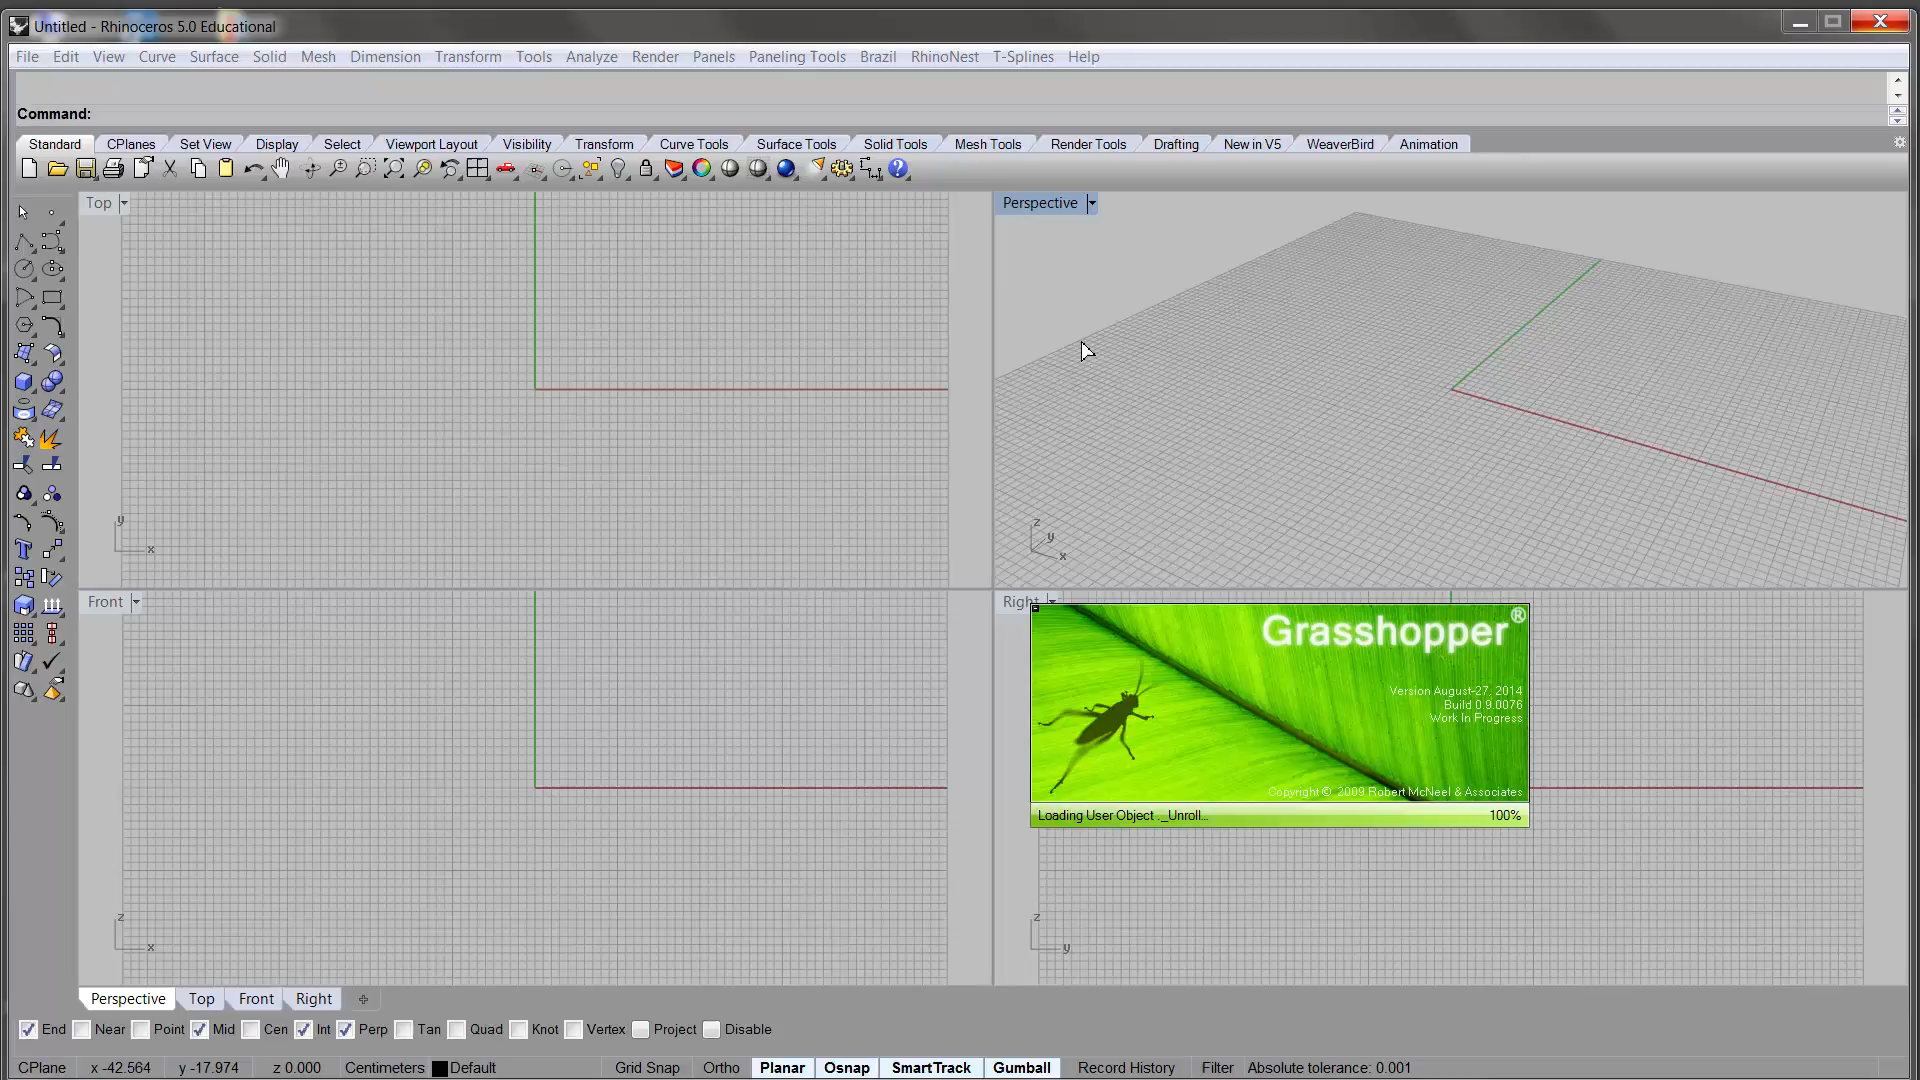 Untitled - Rhinoceros 5.0 Educational
File Edit View Curve Surface Solid Mesh Dimension Transform Tools Analyze Render Panels Paneling Tools Brazil RhinoNest T-Splines Help
Command:
Standard CPlanes Set View Display Select Viewport Layout Visibility Transform Curve Tools Surface Tools Solid Tools Mesh Tools Render Tools Drafting New in V5 WeaverBird Animation
Top
Perspective
y
x
z
y
x
Front
Right
Grasshopper®
Version August-27, 2014
Build 0.9.0076
Work In Progress
Copyright © 2009 Robert McNeel & Associates
Loading User Object ._Unroll... 100%
z
x
z
y
Perspective Top Front Right
End Near Point Mid Cen Int Perp Tan Quad Knot Vertex Project Disable
CPlane x -42.564 y -17.974 z 0.000 Centimeters Default Grid Snap Ortho Planar Osnap SmartTrack Gumball Record History Filter Absolute tolerance: 0.001